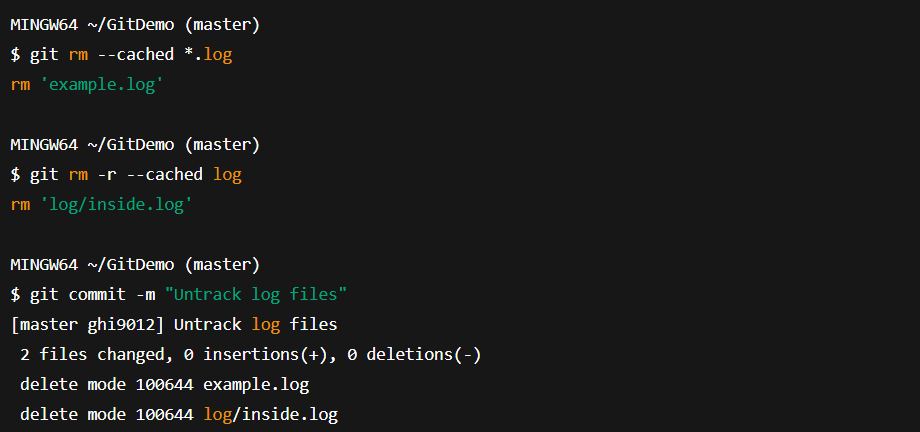 MINGW64 ~/GitDemo (master)
$ git rm --cached *.log
rm 'example.log'
MINGW64 ~/GitDemo (master)
$ git rm -r --cached log
rm 'log/inside.log'
MINGW64 ~/GitDemo (master)
$ git commit -m "Untrack log files"
[master ghi9012] Untrack log files
 2 files changed, 0 insertions(+), 0 deletions(-)
 delete mode 100644 example.log
 delete mode 100644 log/inside.log